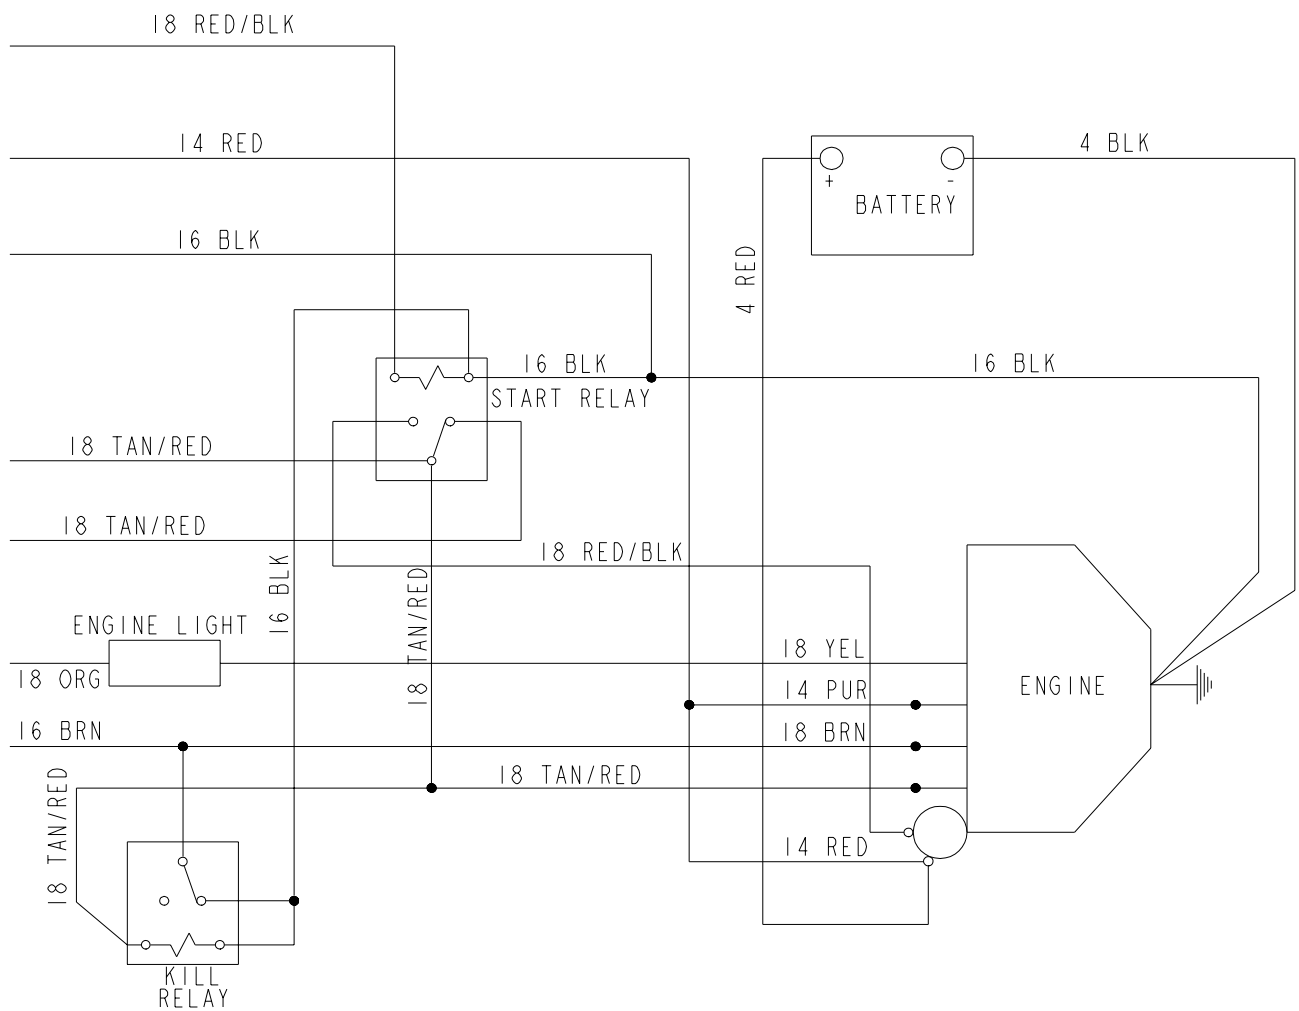 18 RED/BLK
14 RED
4 BLK
+
-
BATTERY
16 BLK
4 RED
16 BLK
16 BLK
START RELAY
18 TAN/RED
18 TAN/RED
18 RED/BLK
16 BLK
18 TAN/RED
ENGINE LIGHT
18 YEL
18 ORG
14 PUR
ENGINE
16 BRN
18 BRN
18 TAN/RED
18 TAN/RED
14 RED
KILL
RELAY